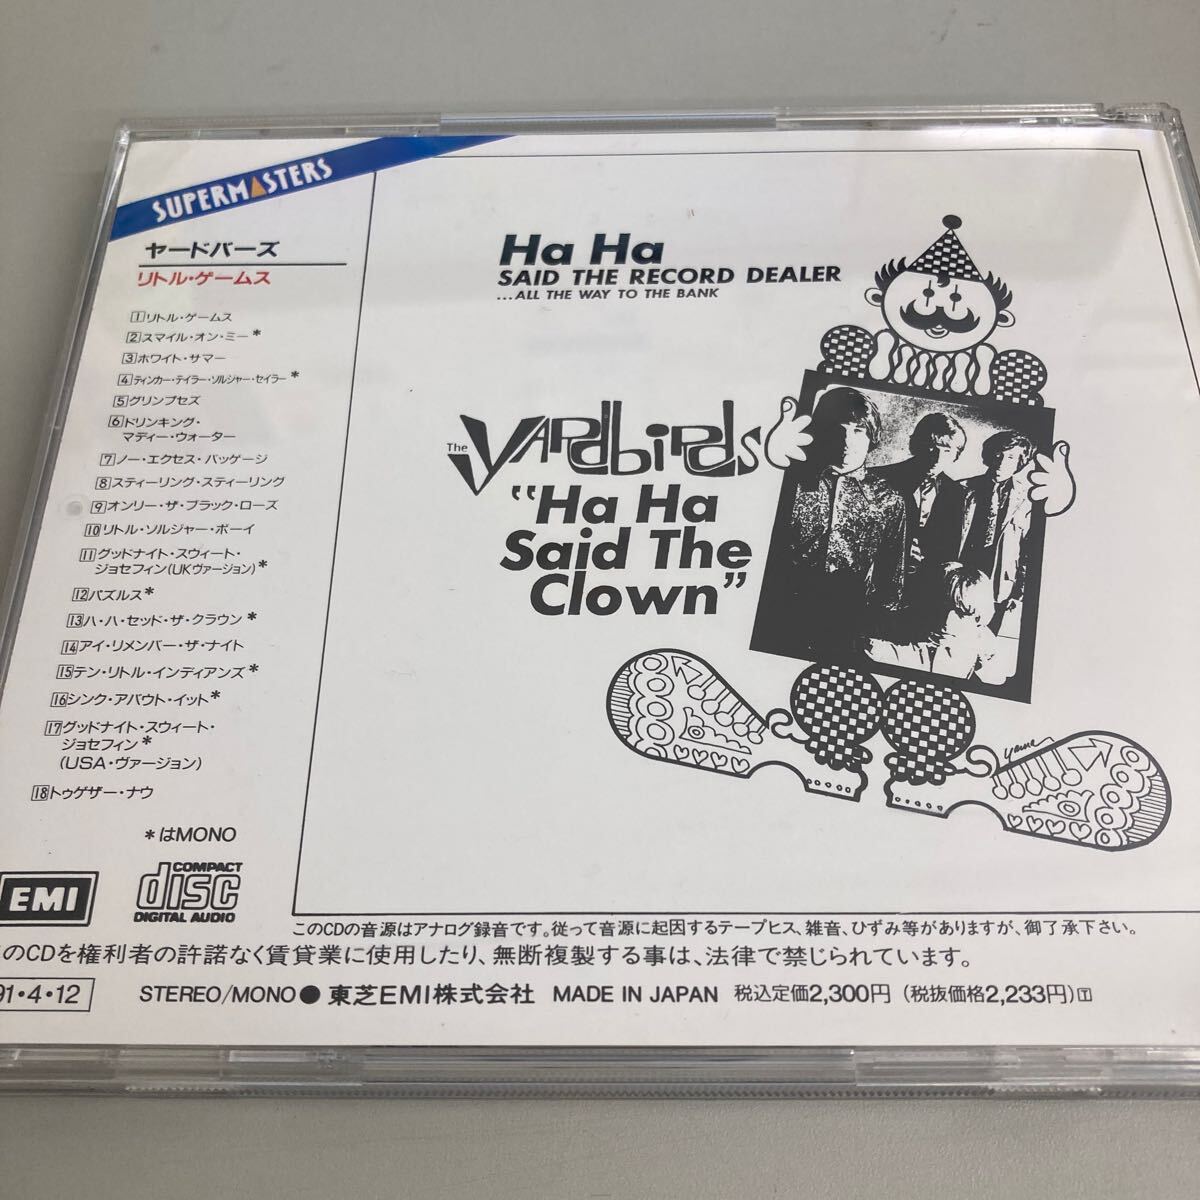 SUPERMASTERS
ヤードバーズ
リトル・ゲームス
1 リトル・ゲームス
2 スマイル・オン・ミー*
3 ホワイト・サマー
4 ティンカー・テイラー・ソルジャー・セイラー*
5 グリンプセズ
6 ドリンキング・
マディー・ウォーター
7 ノー・エクセス・バッゲージ
8 スティーリング・スティーリング
9 オンリー・ザ・ブラック・ローズ
10 リトル・ソルジャー・ボーイ
11 グッドナイト・スウィート・
ジョセフィン(UKヴァージョン)*
12 パズルス*
13 ハ・ハ・セッド・ザ・クラウン*
14 アイ・リメンバー・ザ・ナイト
15 テン・リトル・インディアンズ*
16 シンク・アバウト・イット*
17 グッドナイト・スウィート・
ジョセフィン*
(USA・ヴァージョン)
18 トゥゲザー・ナウ
*はMONO
EMI
COMPACT
disc
DIGITAL AUDIO
Ha Ha
SAID THE RECORD DEALER
...ALL THE WAY TO THE BANK
The Yardbirds
"Ha Ha
Said The
Clown"
yame
このCDの音源はアナログ録音です。従って音源に起因するテープヒス、雑音、ひずみ等がありますが、御了承下さい。
のCDを権利者の許諾なく賃貸業に使用したり、無断複製する事は、法律で禁じられています。
91・4・12
STEREO/MONO●東芝EMI株式会社 MADE IN JAPAN 税込定価2,300円(税抜価格2,233円)T